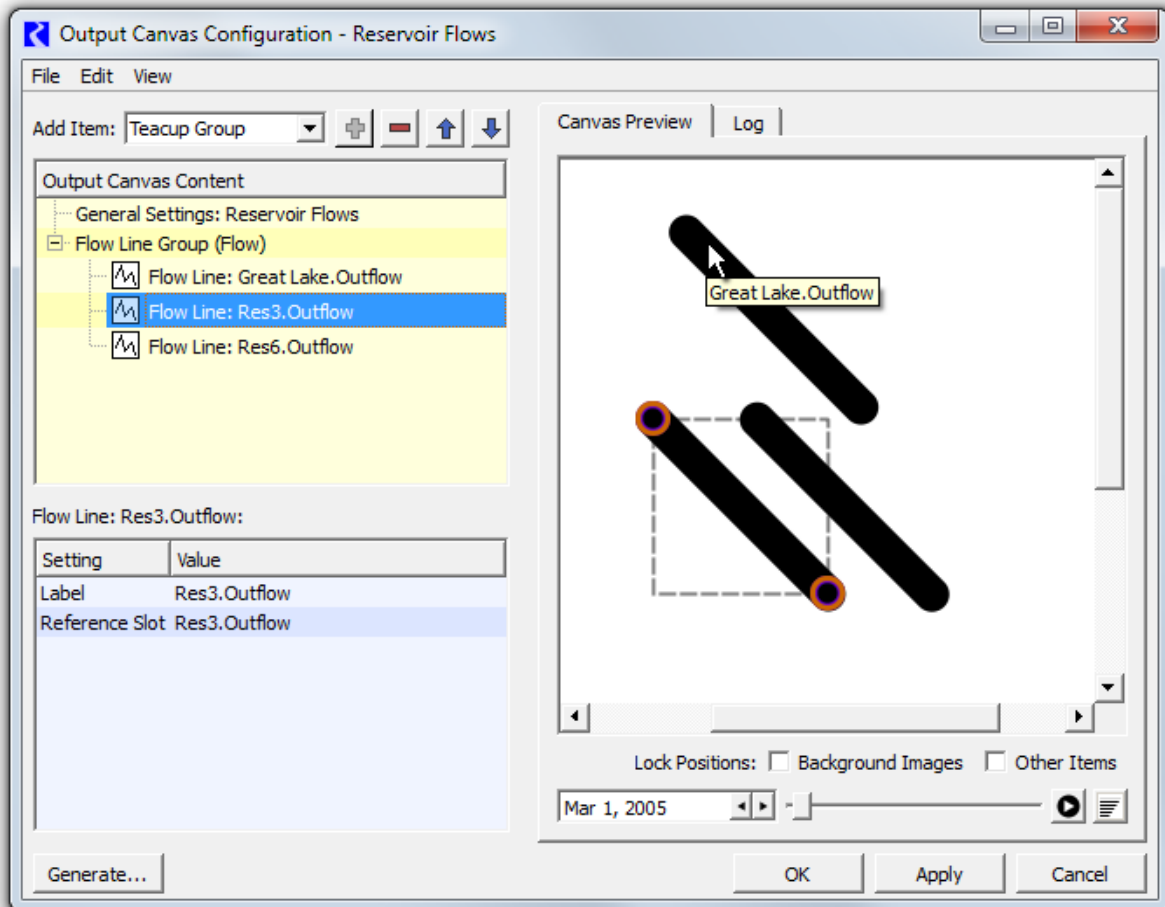 Output Canvas Configuration - Reservoir Flows
File Edit View
Add Item: Teacup Group
Output Canvas Content
General Settings: Reservoir Flows
Flow Line Group (Flow)
Flow Line: Great Lake.Outflow
Flow Line: Res3.Outflow
Flow Line: Res6.Outflow
Flow Line: Res3.Outflow:
Setting Value
Label Res3.Outflow
Reference Slot Res3.Outflow
Generate...
Canvas Preview Log
Great Lake.Outflow
Lock Positions: Background Images Other Items
Mar 1, 2005
OK Apply Cancel